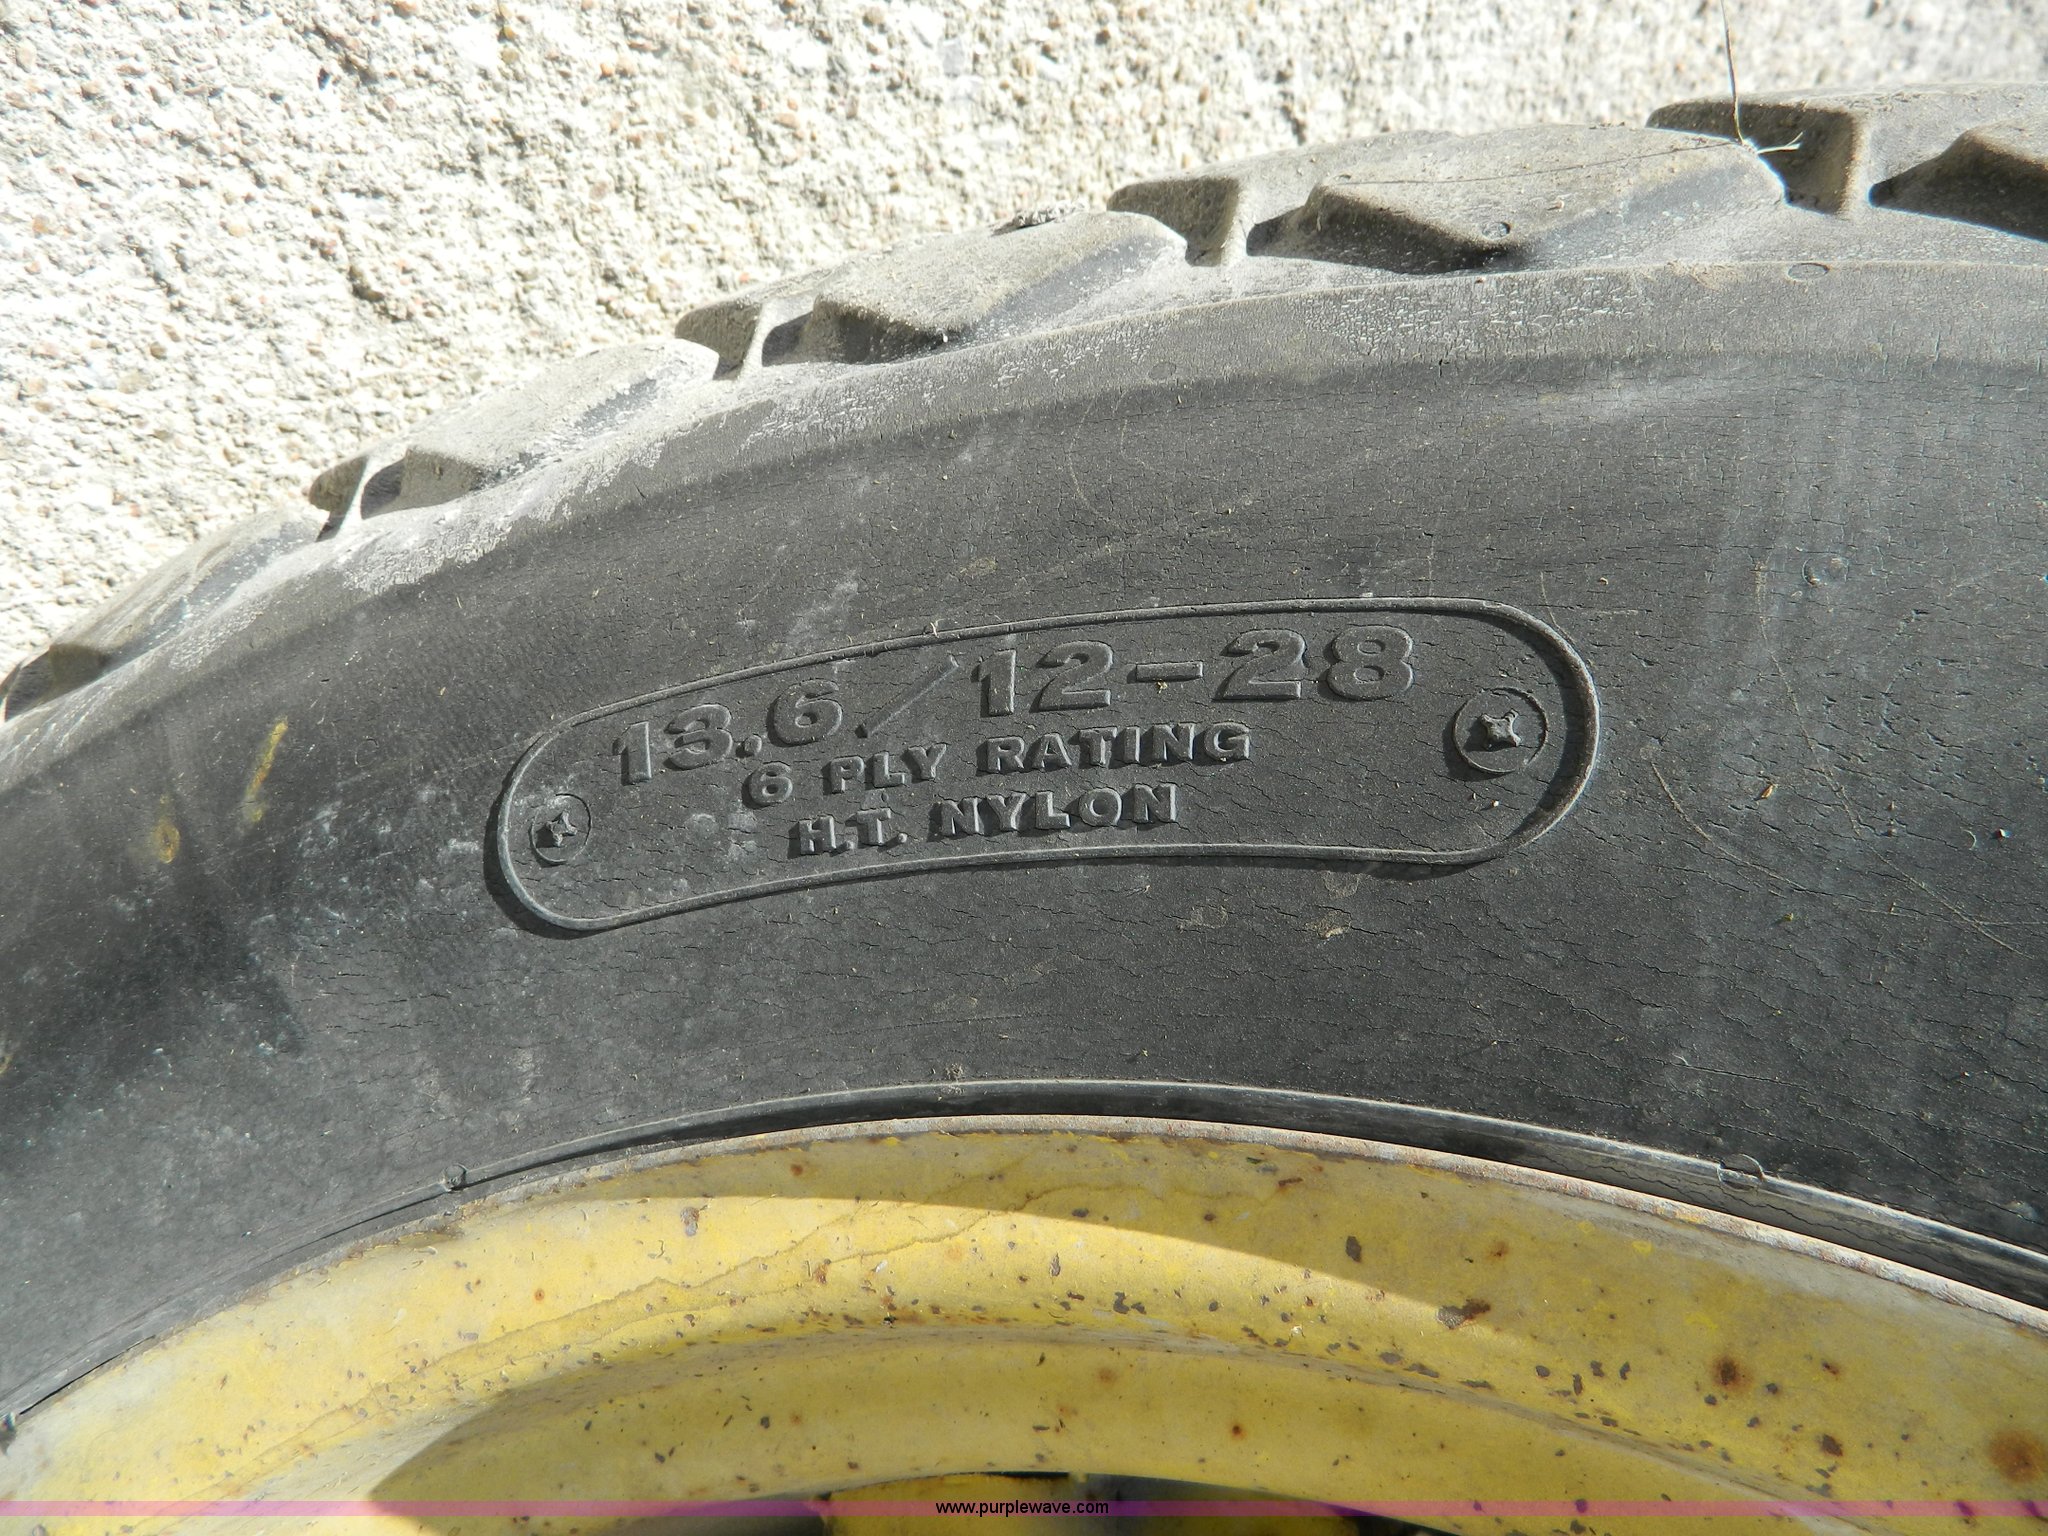 13.6/12-28
6 PLY RATING
H.T. NYLON
www.purplewave.com